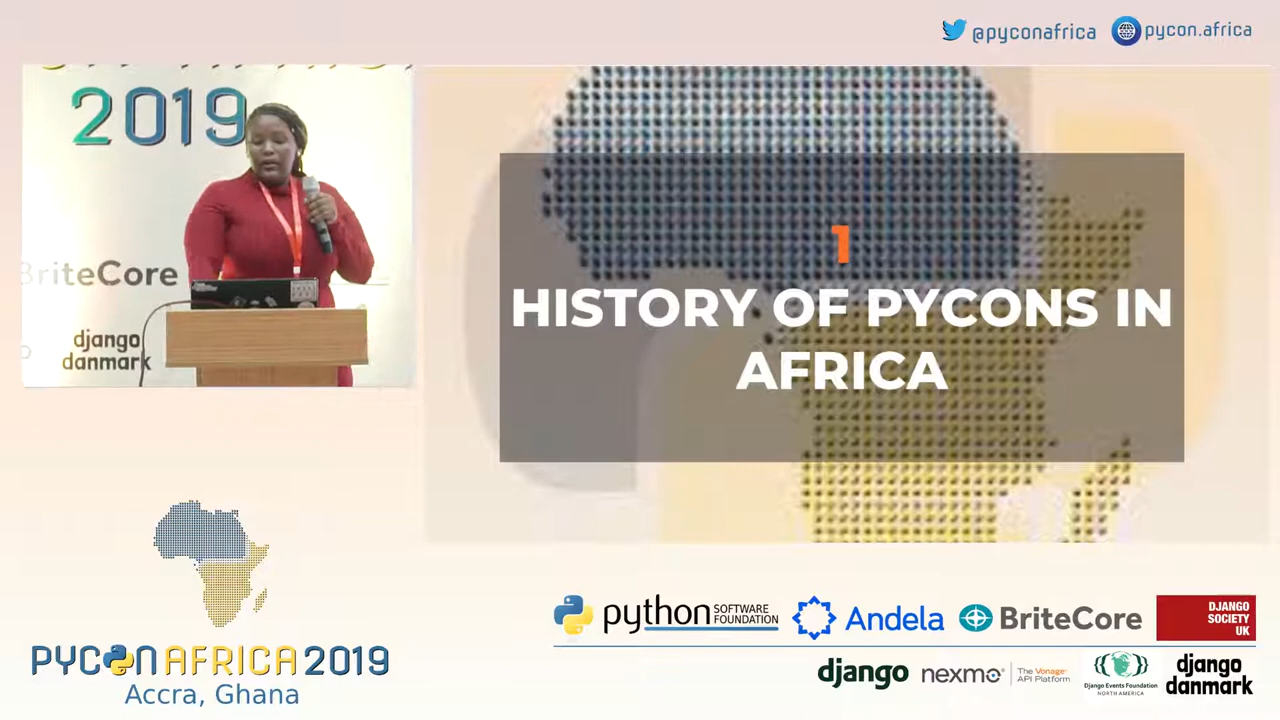 @pyconafrica
pycon.africa
2019
BriteCore
django
danmark
1
HISTORY OF PYCONS IN
AFRICA
PYCON AFRICA 2019
Accra, Ghana
python SOFTWARE
FOUNDATION
Andela
BriteCore
DJANGO
SOCIETY
UK
django
nexmo
The Vonage
API Platform
Django Events Foundation
NORTH AMERICA
django
danmark